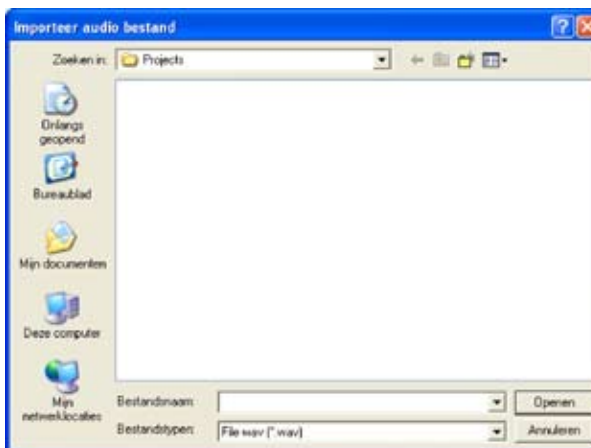 Importeer audio bestand
Zoeken in: Projects
Onlangs
geopend
Bureaublad
Mijn documenten
Deze computer
Mijn
netwerklocaties
Bestandsnaam:
Openen
Bestandstypen: File wav (*.wav)
Annuleren